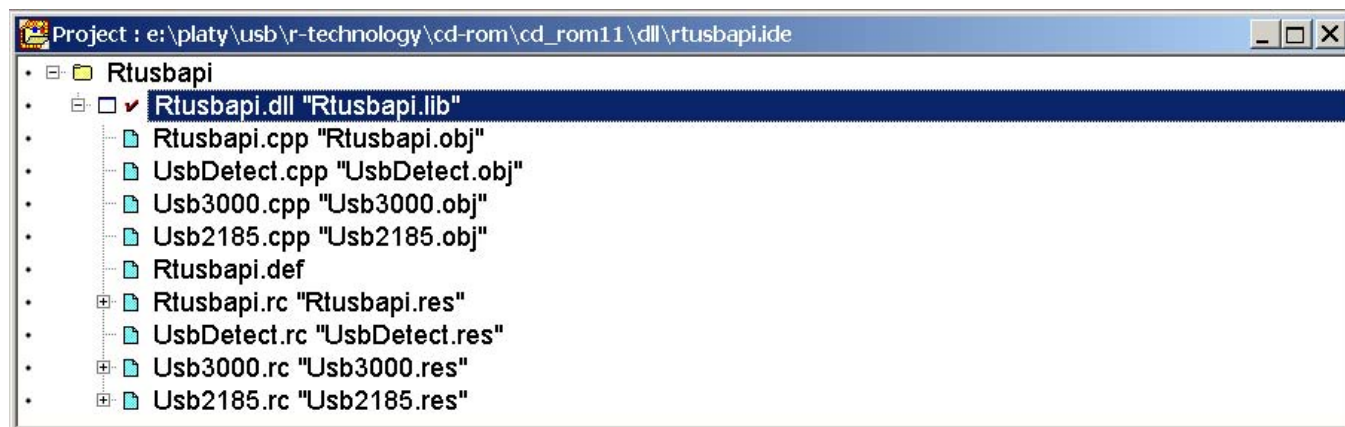 Project : e:\platy\usb\r-technology\cd-rom\cd_rom11\dll\rtusbapi.ide
Rtusbapi
Rtusbapi.dll "Rtusbapi.lib"
Rtusbapi.cpp "Rtusbapi.obj"
UsbDetect.cpp "UsbDetect.obj"
Usb3000.cpp "Usb3000.obj"
Usb2185.cpp "Usb2185.obj"
Rtusbapi.def
Rtusbapi.rc "Rtusbapi.res"
UsbDetect.rc "UsbDetect.res"
Usb3000.rc "Usb3000.res"
Usb2185.rc "Usb2185.res"